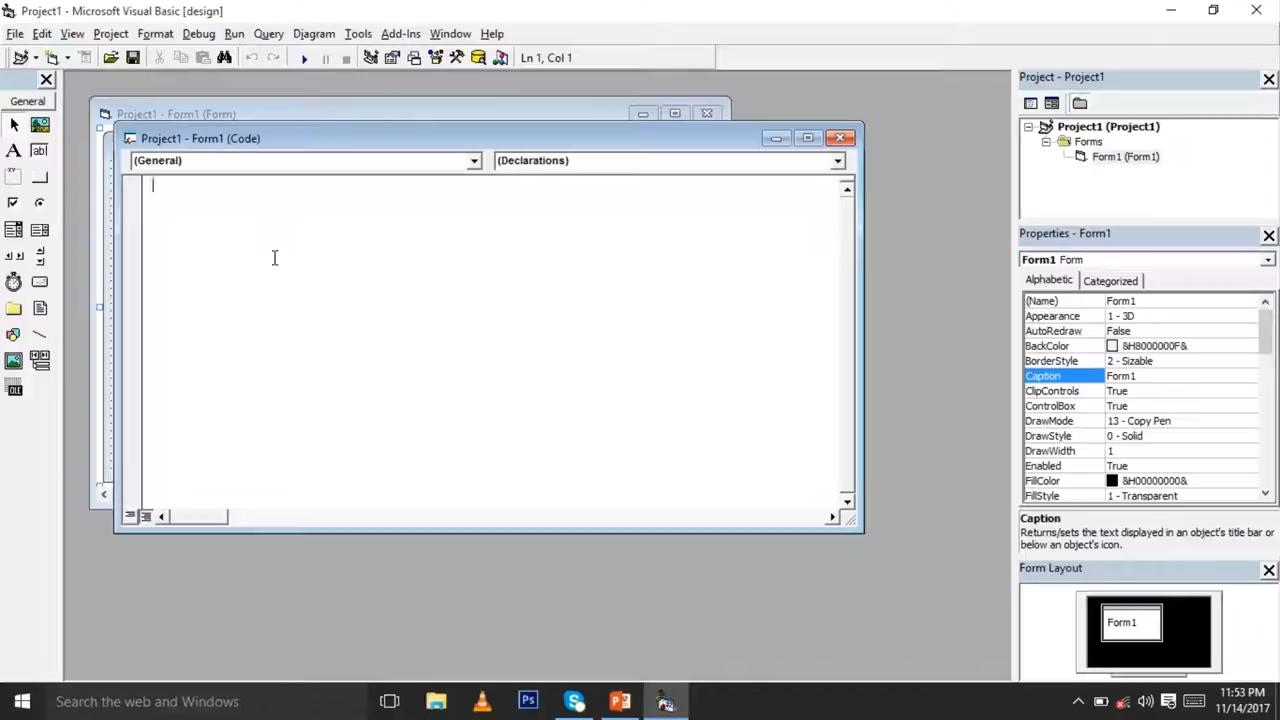 Project1 - Microsoft Visual Basic [design]
File Edit View Project Format Debug Run Query Diagram Tools Add-Ins Window Help
Ln 1, Col 1
General
Project1 - Form1 (Form)
Project1 - Form1 (Code)
(General) (Declarations)
Project - Project1
Project1 (Project1)
Forms
Form1 (Form1)
Properties - Form1
Form1 Form
Alphabetic Categorized
(Name) Form1
Appearance 1 - 3D
AutoRedraw False
BackColor &H8000000F&
BorderStyle 2 - Sizable
Caption Form1
ClipControls True
ControlBox True
DrawMode 13 - Copy Pen
DrawStyle 0 - Solid
DrawWidth 1
Enabled True
FillColor &H00000000&
FillStyle 1 - Transparent
Caption
Returns/sets the text displayed in an object's title bar or
below an object's icon.
Form Layout
Form1
Search the web and Windows
Ps
11:53 PM
11/14/2017